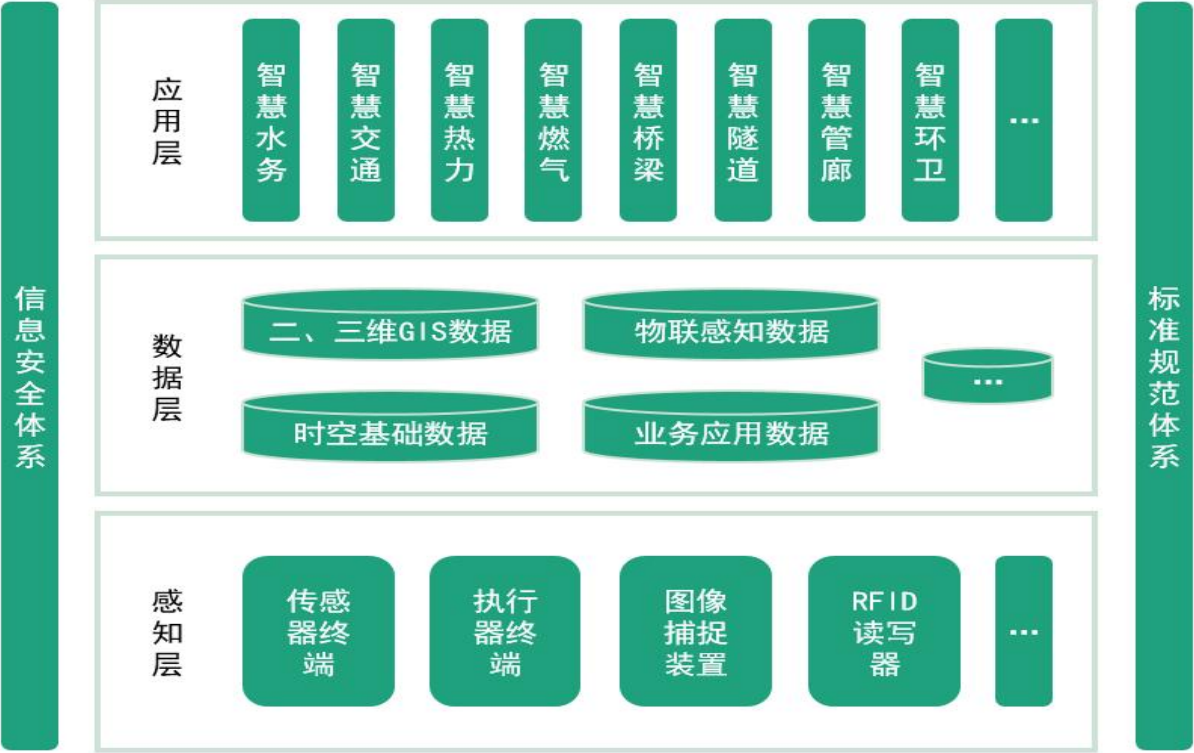 信息安全体系
应用层
智慧水务
智慧交通
智慧热力
智慧燃气
智慧桥梁
智慧隧道
智慧管廊
智慧环卫
...
数据层
二、三维GIS数据
物联感知数据
时空基础数据
业务应用数据
...
感知层
传感
器终
端
执行
器终
端
图像
捕捉
装置
RFID
读写
器
...
标准规范体系